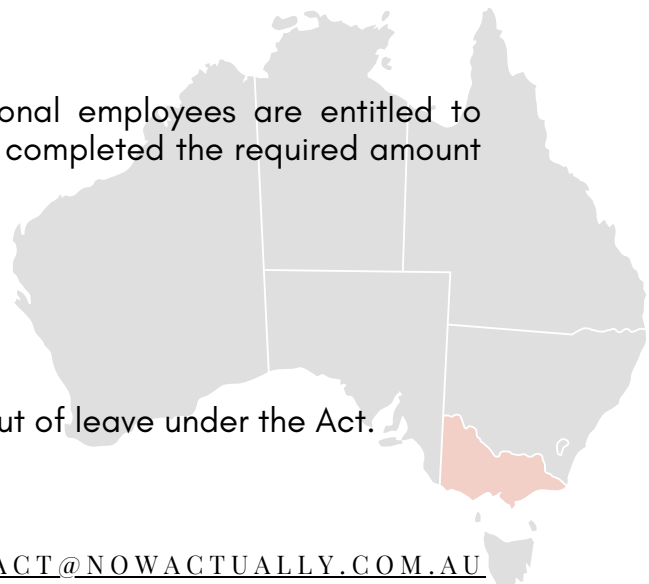 onal employees are entitled to
completed the required amount
ut of leave under the Act.
ACT@NOWACTUALLY.COM.AU